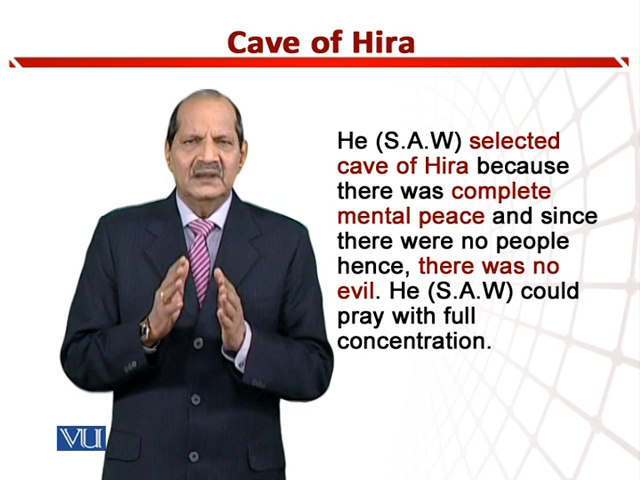 Cave of Hira
He (S.A.W) selected
cave of Hira because
there was complete
mental peace and since
there were no people
hence, there was no
evil. He (S.A.W) could
pray with full
concentration.
VU